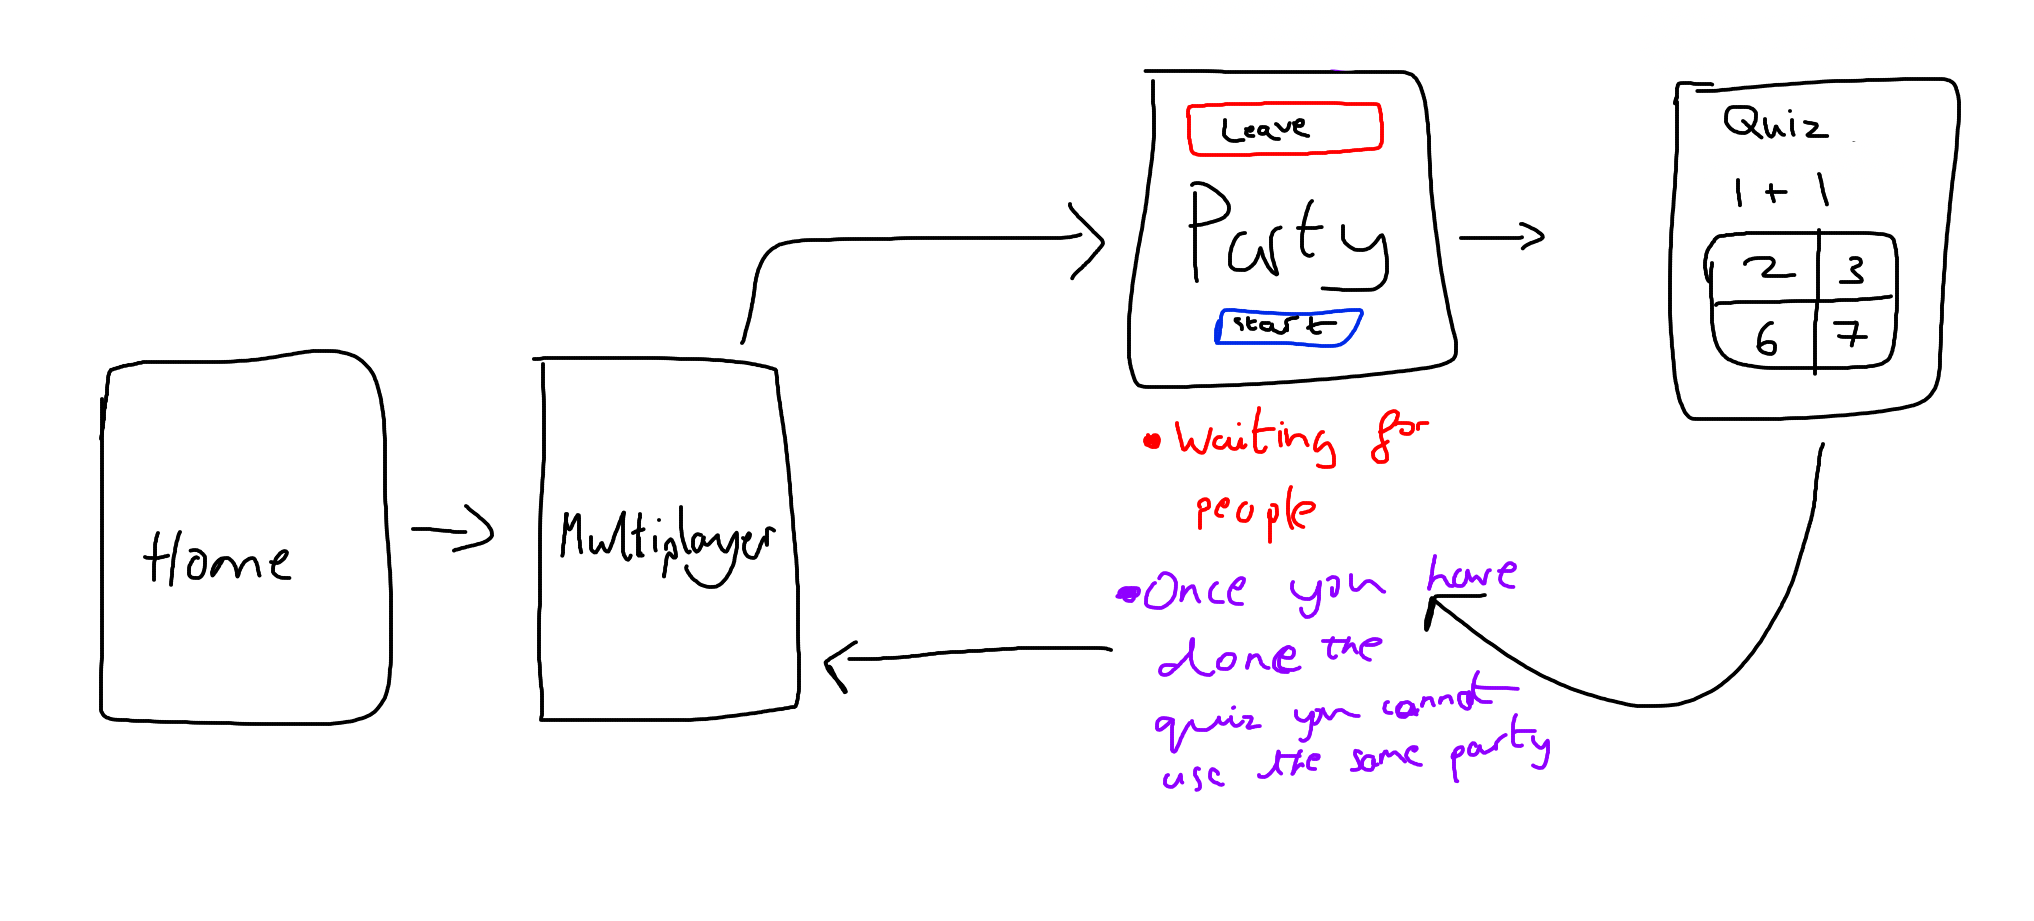 Home
Multiplayer
Leave
Party
start
• Waiting for
people
• Once you have
done the
quiz you cannot
use the same party
Quiz
1 + 1
2 3
6 7